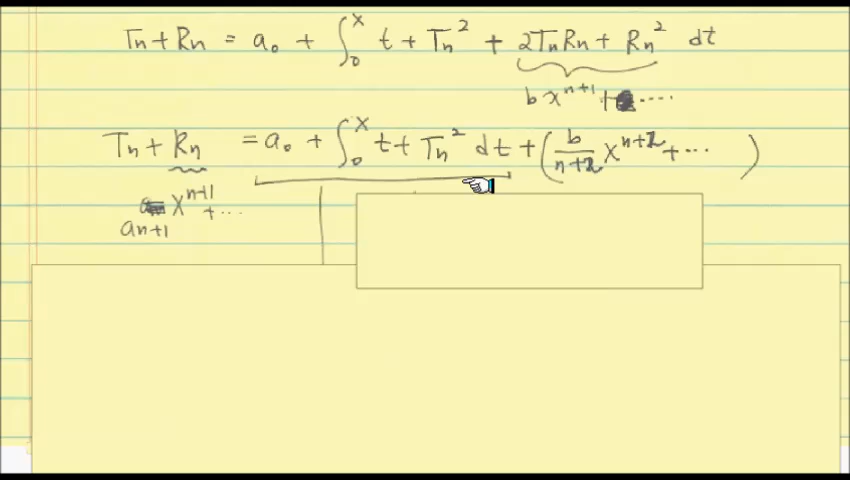 Tn + Rn = a₀ + ∫₀ˣ t + Tn² + 2TnRn + Rn² dt
b xⁿ⁺¹ + ····
Tn + Rn = a₀ + ∫₀ˣ t + Tn² dt + ( b/(n+2) xⁿ⁺² + ··· )
xⁿ⁺¹ + ···
an+1